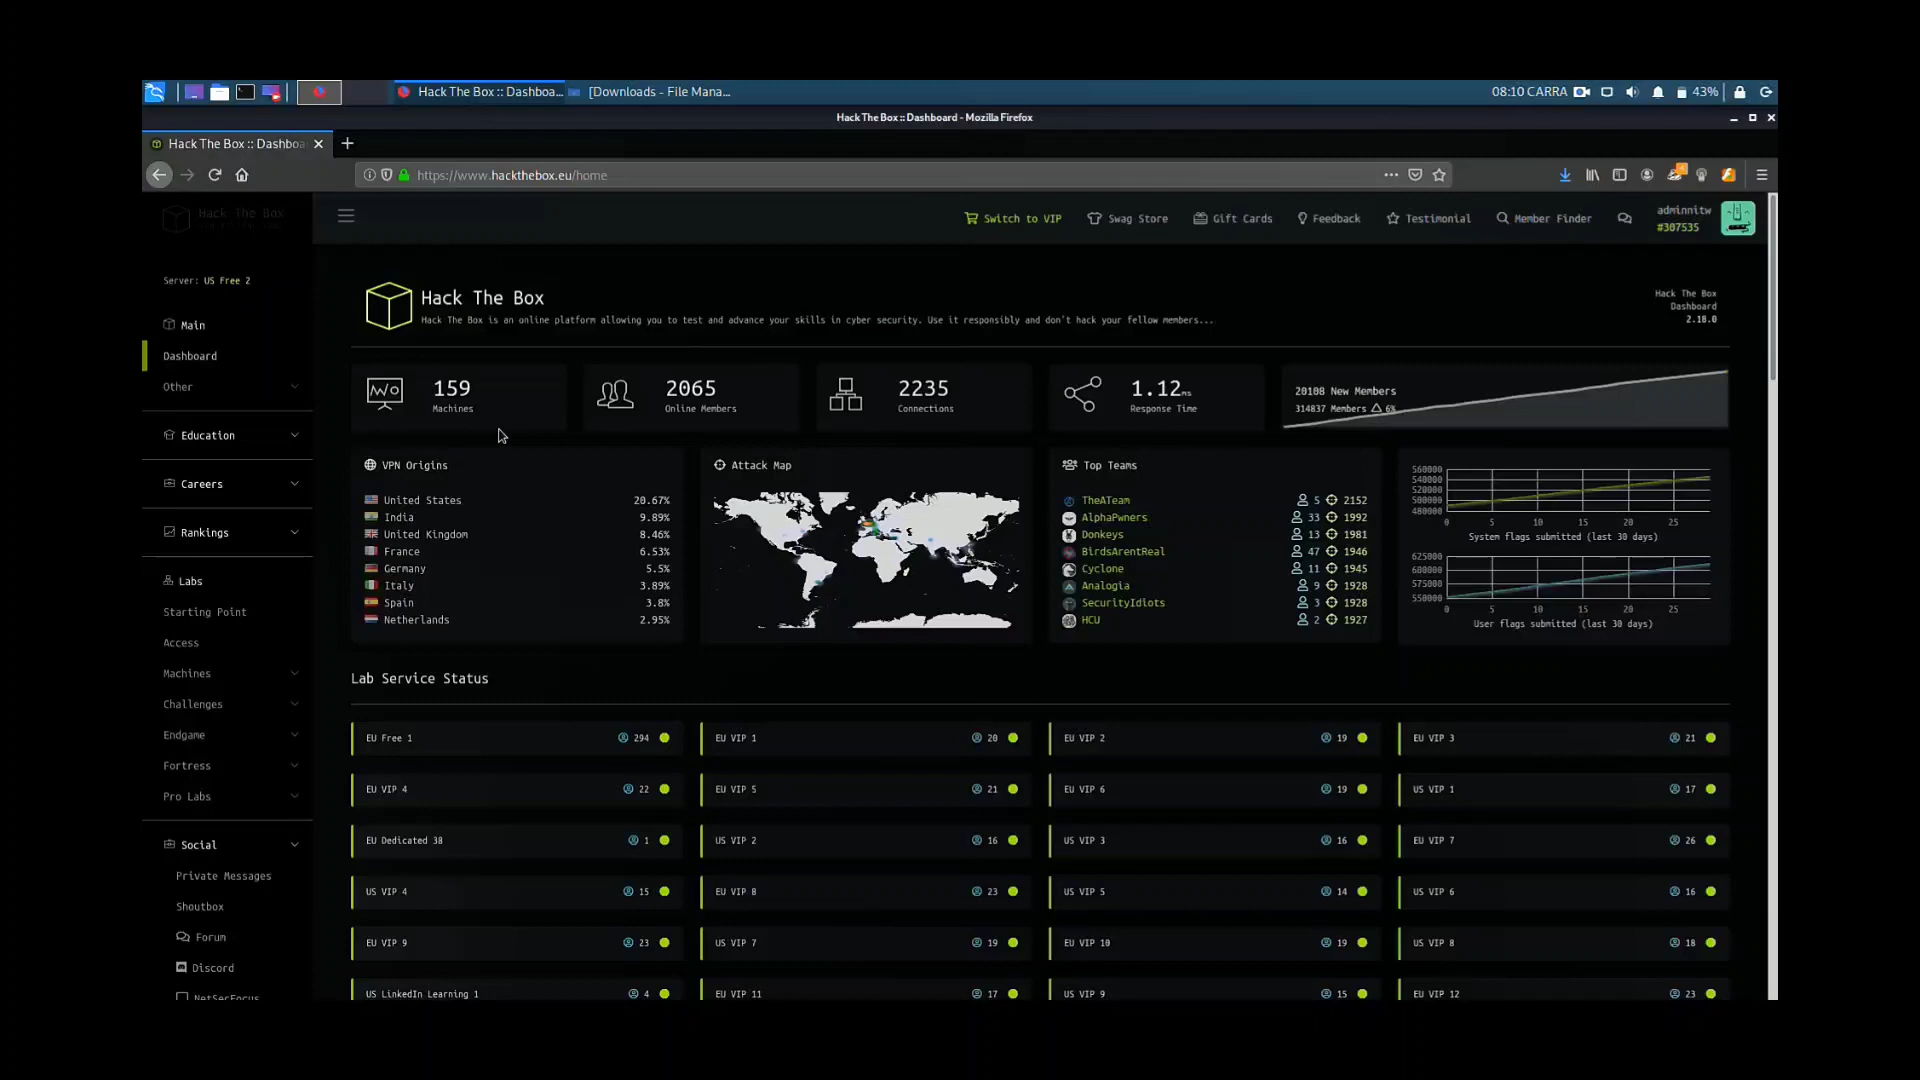 Hack The Box :: Dashboa...
[Downloads - File Mana...
08:10 CARRA
43%
Hack The Box :: Dashboard - Mozilla Firefox
Hack The Box :: Dashboa
https://www.hackthebox.eu/home
Hack The Box
Switch to VIP
Swag Store
Gift Cards
Feedback
Testimonial
Member Finder
adminnitw
#307535
Server: US Free 2
Main
Dashboard
Other
Education
Careers
Rankings
Labs
Starting Point
Access
Machines
Challenges
Endgame
Fortress
Pro Labs
Social
Private Messages
Shoutbox
Forum
Discord
NetSecFocus
Hack The Box
Hack The Box is an online platform allowing you to test and advance your skills in cyber security. Use it responsibly and don't hack your fellow members...
Hack The Box
Dashboard
2.18.0
159
Machines
2065
Online Members
2235
Connections
1.12ms
Response Time
20108 New Members
314837 Members △ 6%
VPN Origins
United States 20.67%
India 9.89%
United Kingdom 8.46%
France 6.53%
Germany 5.5%
Italy 3.89%
Spain 3.8%
Netherlands 2.95%
Attack Map
Top Teams
TheATeam 5 2152
AlphaPwners 33 1992
Donkeys 13 1981
BirdsArentReal 47 1946
Cyclone 11 1945
Analogia 9 1928
SecurityIdiots 3 1928
HCU 2 1927
560000
540000
520000
500000
480000
0 5 10 15 20 25
System flags submitted (last 30 days)
625000
600000
575000
550000
0 5 10 15 20 25
User flags submitted (last 30 days)
Lab Service Status
EU Free 1 294
EU VIP 1 20
EU VIP 2 19
EU VIP 3 21
EU VIP 4 22
EU VIP 5 21
EU VIP 6 19
US VIP 1 17
EU Dedicated 38 1
US VIP 2 16
US VIP 3 16
EU VIP 7 26
US VIP 4 15
EU VIP 8 23
US VIP 5 14
US VIP 6 16
EU VIP 9 23
US VIP 7 19
EU VIP 10 19
US VIP 8 18
US LinkedIn Learning 1 4
EU VIP 11 17
US VIP 9 15
EU VIP 12 23